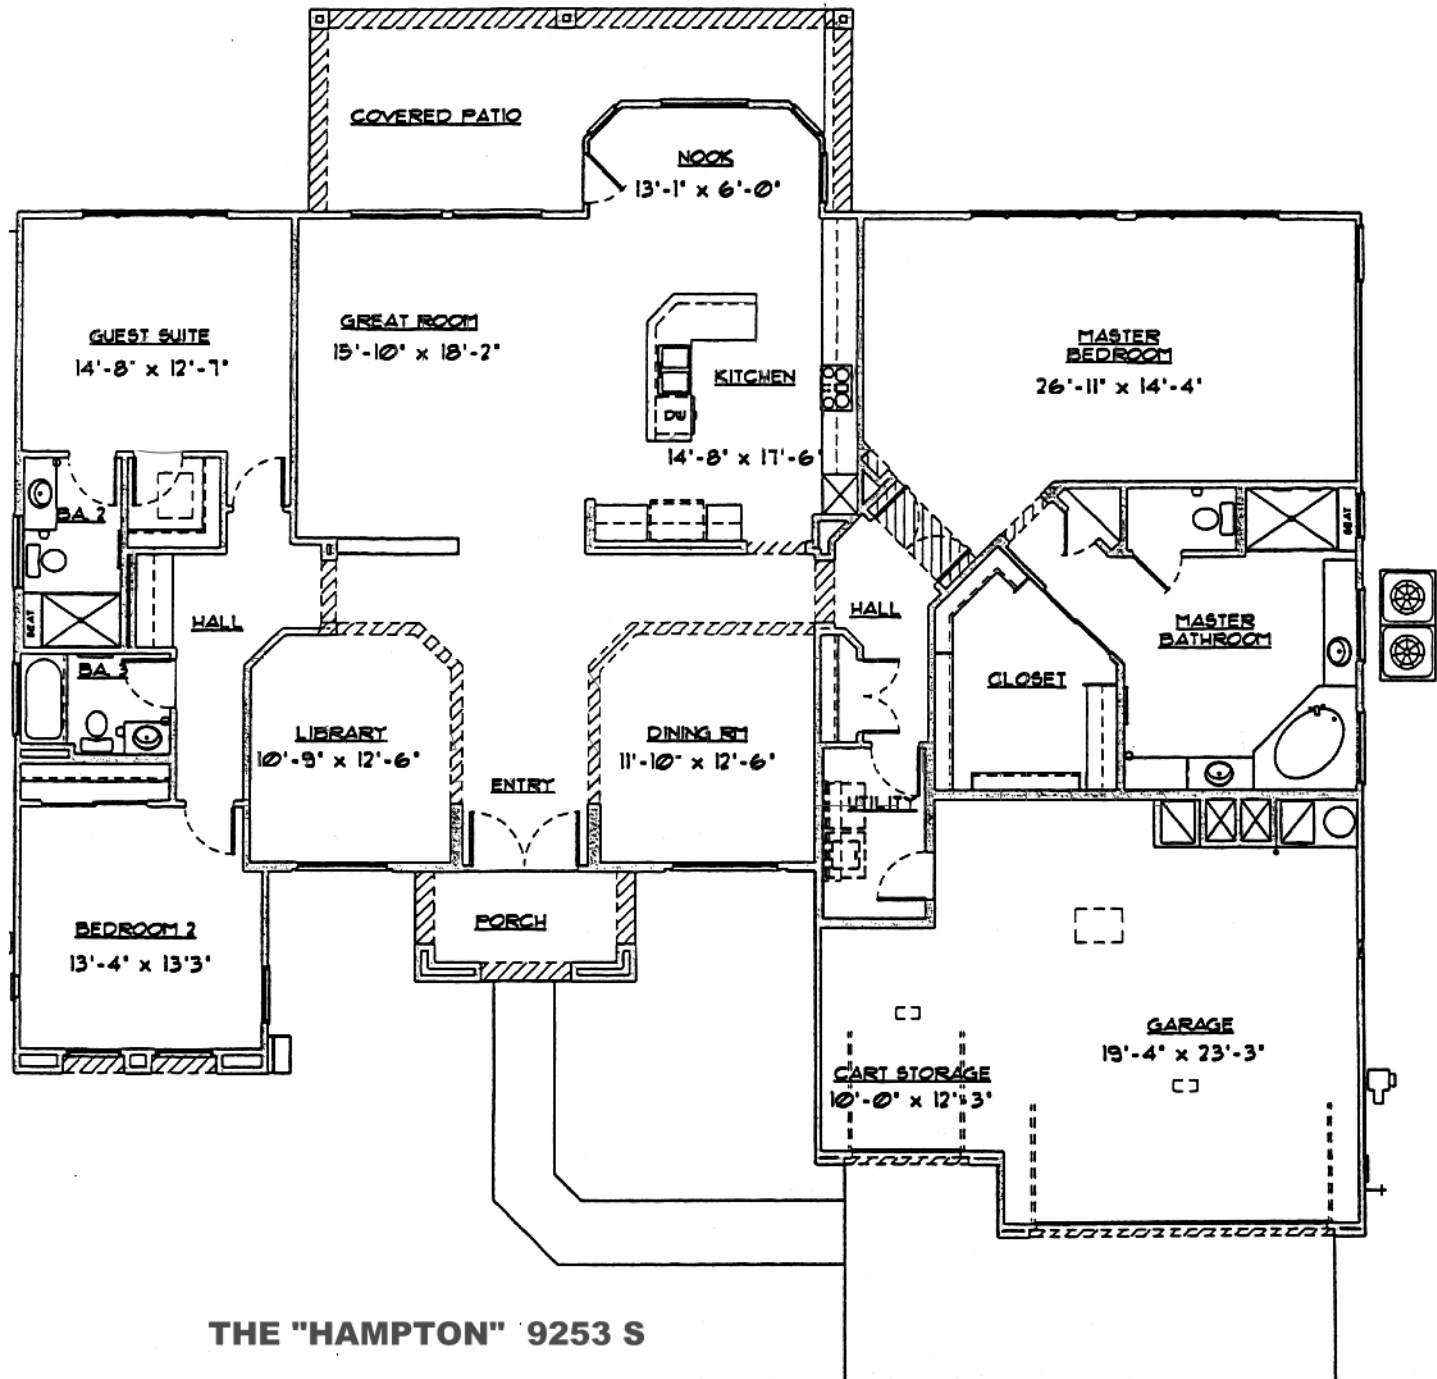 COVERED PATIO
NOOK
13'-1" x 6'-0"
GUEST SUITE
14'-8" x 12'-7"
GREAT ROOM
15'-10" x 18'-2"
KITCHEN
DW
14'-8" x 17'-6"
MASTER
BEDROOM
26'-11" x 14'-4"
BA. 2
SEAT
SEAT
HALL
HALL
MASTER
BATHROOM
BA. 3
CLOSET
LIBRARY
10'-9" x 12'-6"
DINING RM
11'-10" x 12'-6"
ENTRY
UTILITY
BEDROOM 2
13'-4" x 13'3"
PORCH
GARAGE
19'-4" x 23'-3"
CART STORAGE
10'-0" x 12'-3"
THE "HAMPTON" 9253 S